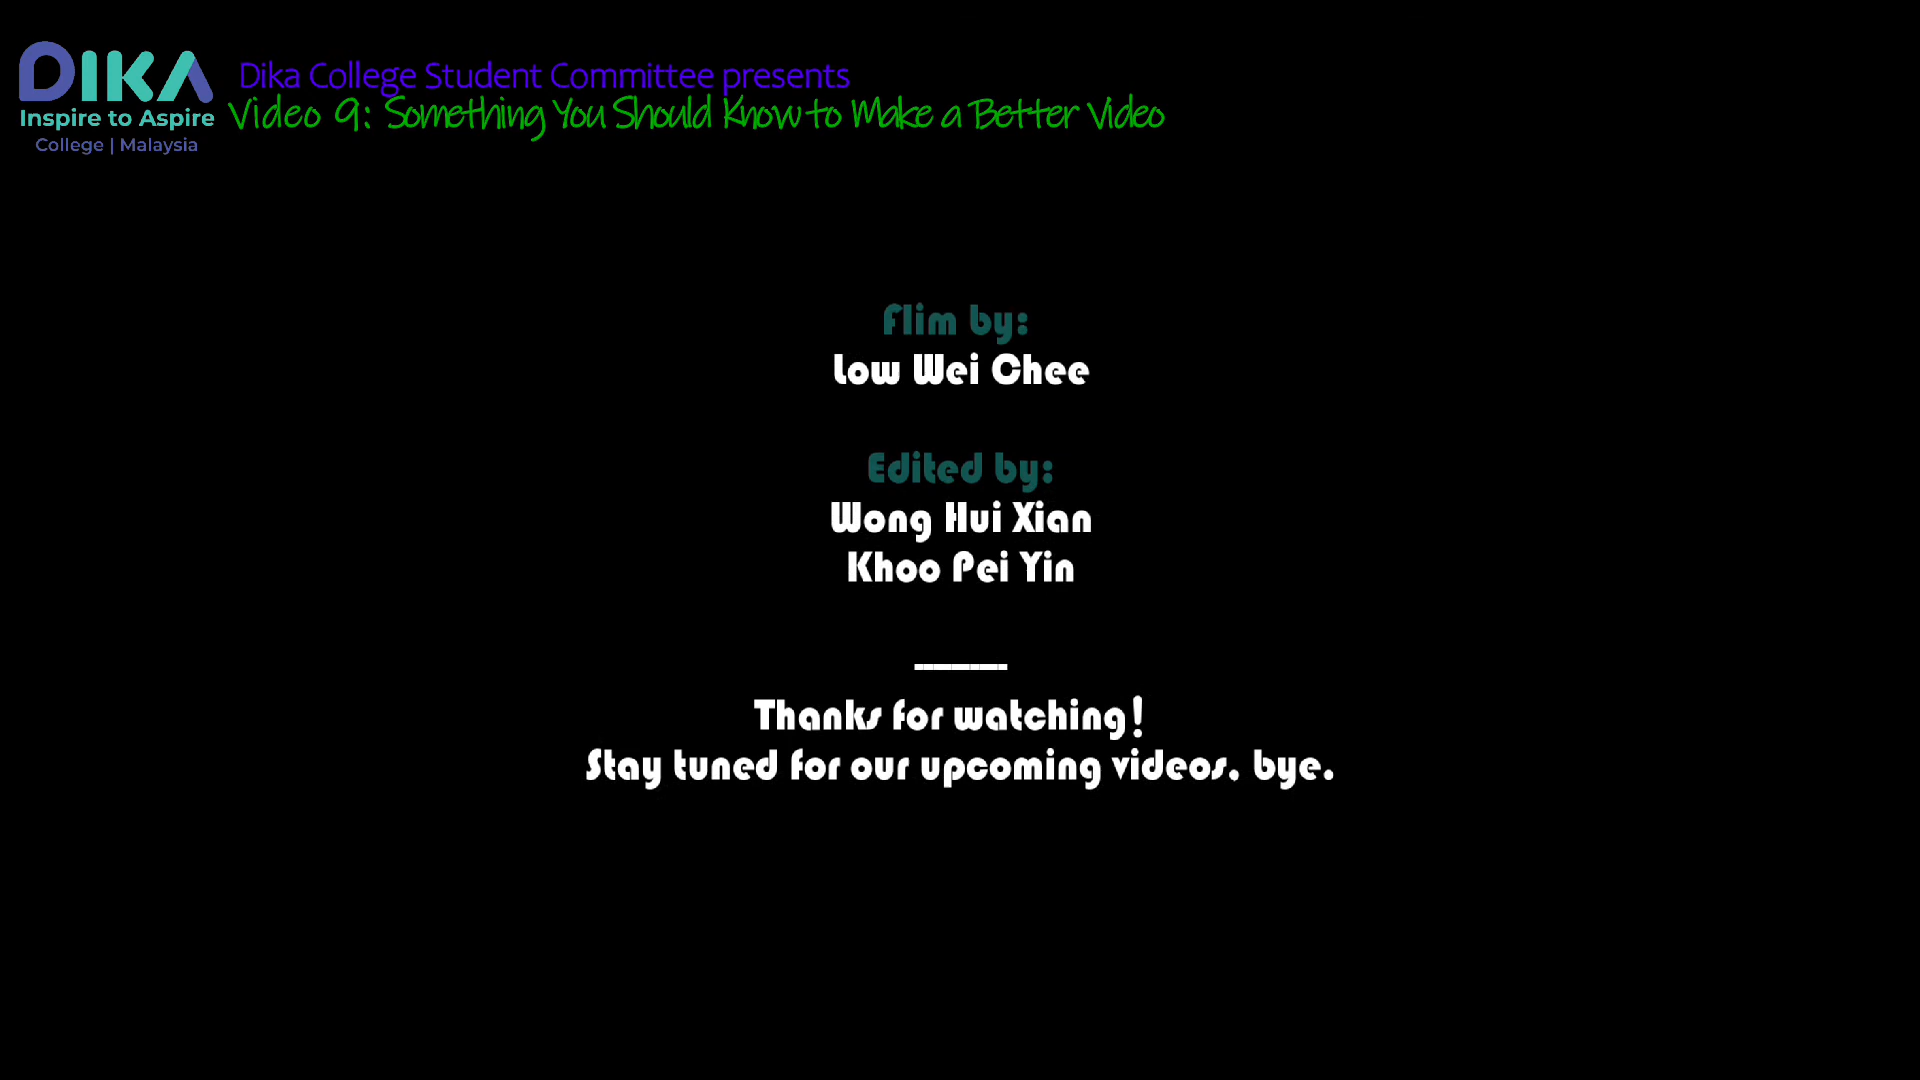 DIKA
Inspire to Aspire
College | Malaysia
Dika College Student Committee presents
Video 9: Something You Should Know to Make a Better Video
Flim by:
Low Wei Chee
Edited by:
Wong Hui Xian
Khoo Pei Yin
Thanks for watching!
Stay tuned for our upcoming videos, bye.